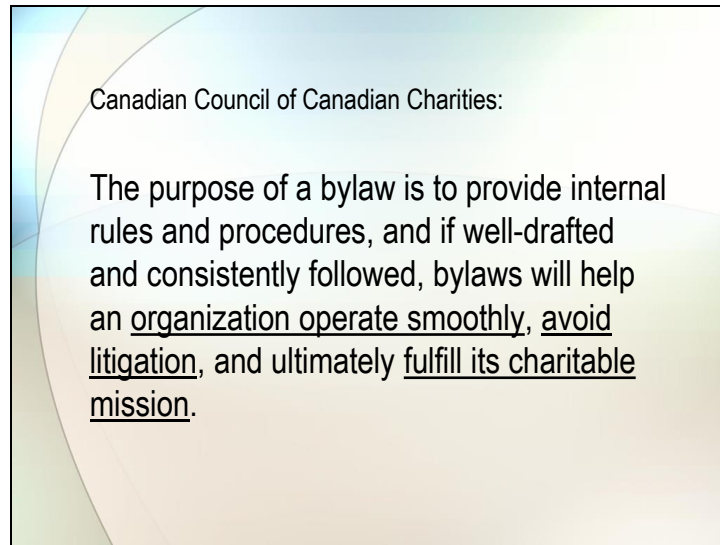 Canadian Council of Canadian Charities:
The purpose of a bylaw is to provide internal
rules and procedures, and if well-drafted
and consistently followed, bylaws will help
an organization operate smoothly, avoid
litigation, and ultimately fulfill its charitable
mission.